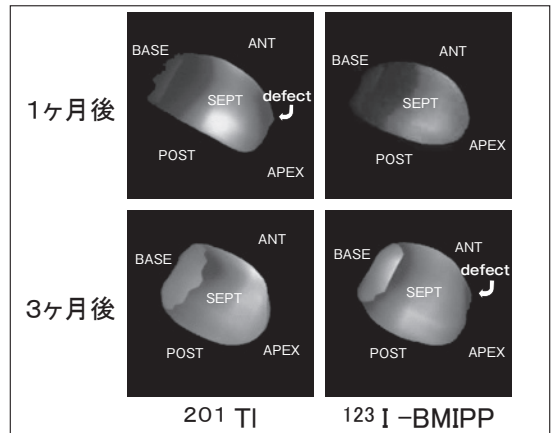 1ヶ月後
BASE ANT
SEPT defect
POST
APEX
BASE ANT
SEPT
POST APEX
3ヶ月後
BASE ANT
SEPT
POST APEX
BASE ANT
defect
SEPT
POST APEX
201 Tl 123 I -BMIPP